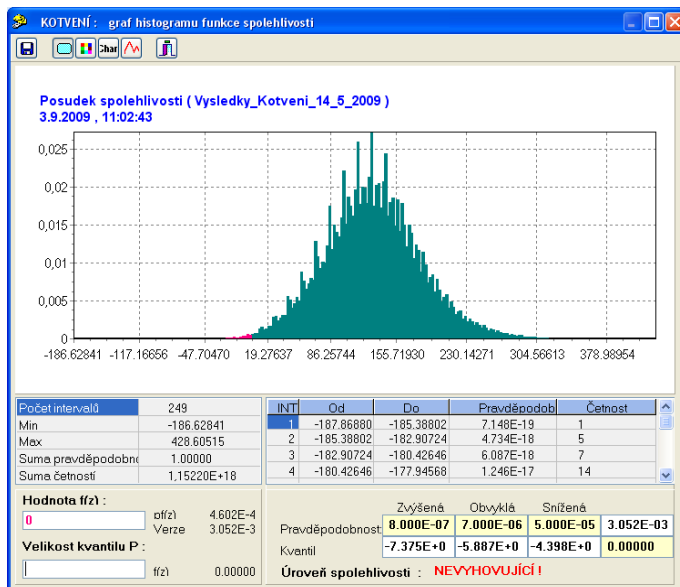 KOTVENÍ : graf histogramu funkce spolehlivosti
Char
Posudek spolehlivosti ( Vysledky_Kotveni_14_5_2009 )
3.9.2009 , 11:02:43
0,025
0,02
0,015
0,01
0,005
0
-186.62841 -117.16656 -47.70470 19.27637 86.25744 155.71930 230.14271 304.56613 378.98954
Počet intervalů 249
Min -186.62841
Max 428.60515
Suma pravděpodobno 1.00000
Suma četností 1,15220E+18
INT Od Do Pravděpodob Četnost
1 -187.86880 -185.38802 7.148E-19 1
2 -185.38802 -182.90724 4.734E-18 5
3 -182.90724 -180.42646 6.087E-18 7
4 -180.42646 -177.94568 1.246E-17 14
Hodnota f(z) :
0
pf(z) 4.602E-4
Verze 3.052E-3
Velikost kvantilu P :
f(z) 0.00000
Zvýšená Obvyklá Snížená
Pravděpodobnost 8.000E-07 7.000E-06 5.000E-05 3.052E-03
Kvantil -7.375E+0 -5.887E+0 -4.398E+0 0.00000
Úroveň spolehlivosti : NEVYHOVUJÍCÍ !